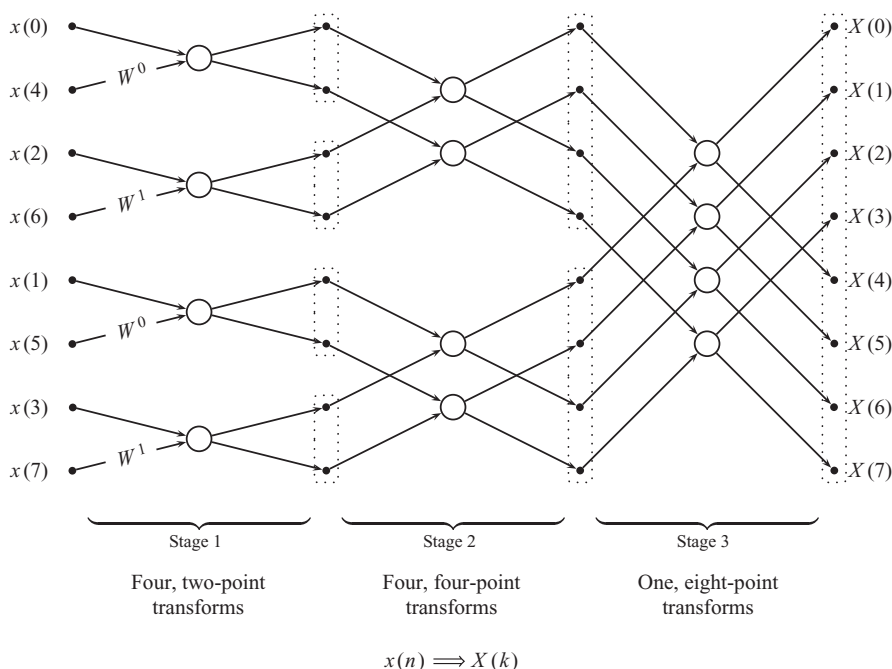 x(0) X(0)
W^0
x(4) X(1)
x(2) X(2)
W^1
x(6) X(3)
x(1) X(4)
W^0
x(5) X(5)
x(3) X(6)
W^1
x(7) X(7)
Stage 1 Stage 2 Stage 3
Four, two-point Four, four-point One, eight-point
transforms transforms transforms
x(n) ⟹ X(k)